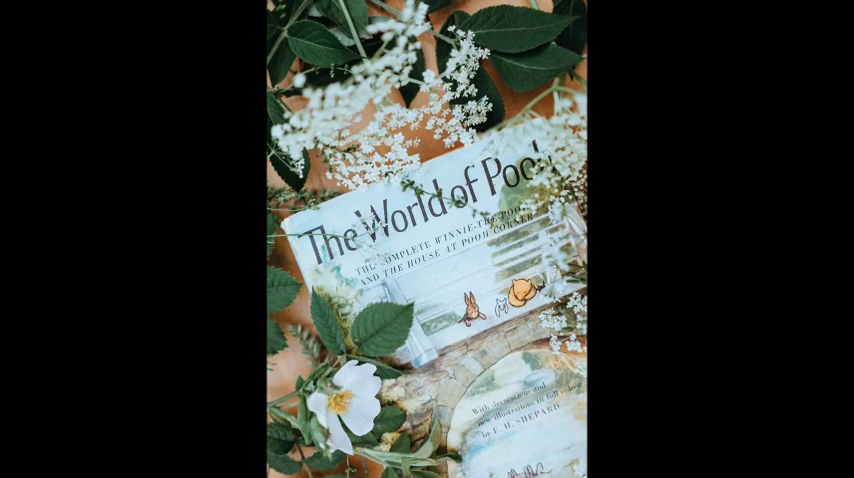 The World of Pooh
THE COMPLETE WINNIE-THE-POOH
AND THE HOUSE AT POOH CORNER
With decorations and
new illustrations in full colour
by E. H. SHEPARD